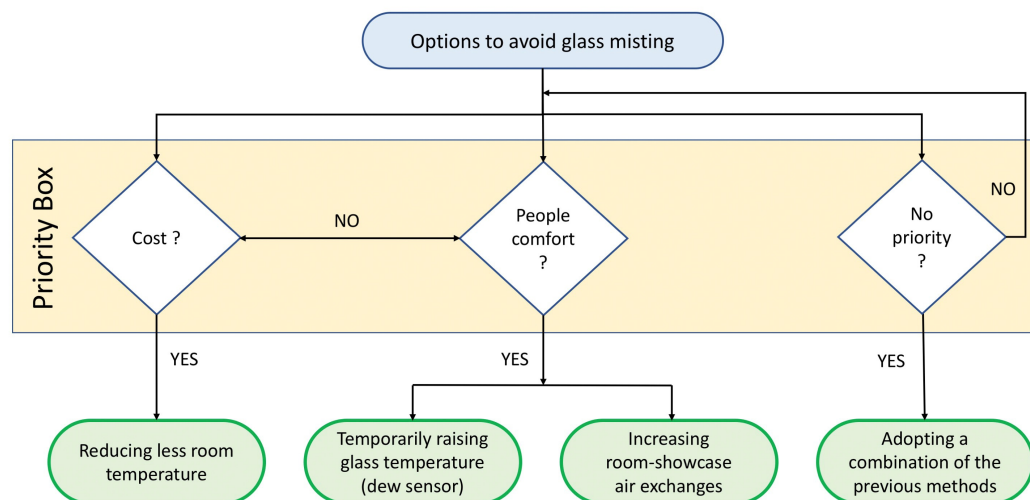 Options to avoid glass misting
Priority Box
Cost ?
NO
People
comfort
?
No
priority
?
NO
YES
YES
YES
Reducing less room
temperature
Temporarily raising
glass temperature
(dew sensor)
Increasing
room-showcase
air exchanges
Adopting a
combination of the
previous methods